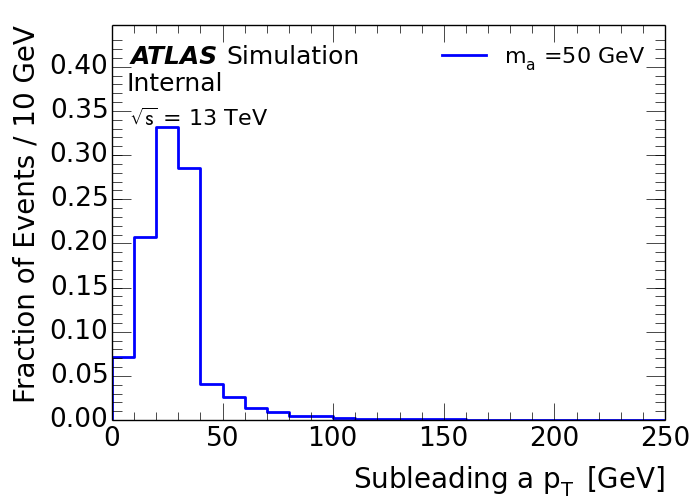 ATLAS Simulation
Internal
√s = 13 TeV
m_a =50 GeV
Fraction of Events / 10 GeV
0.40
0.35
0.30
0.25
0.20
0.15
0.10
0.05
0.00
0 50 100 150 200 250
Subleading a p_T [GeV]